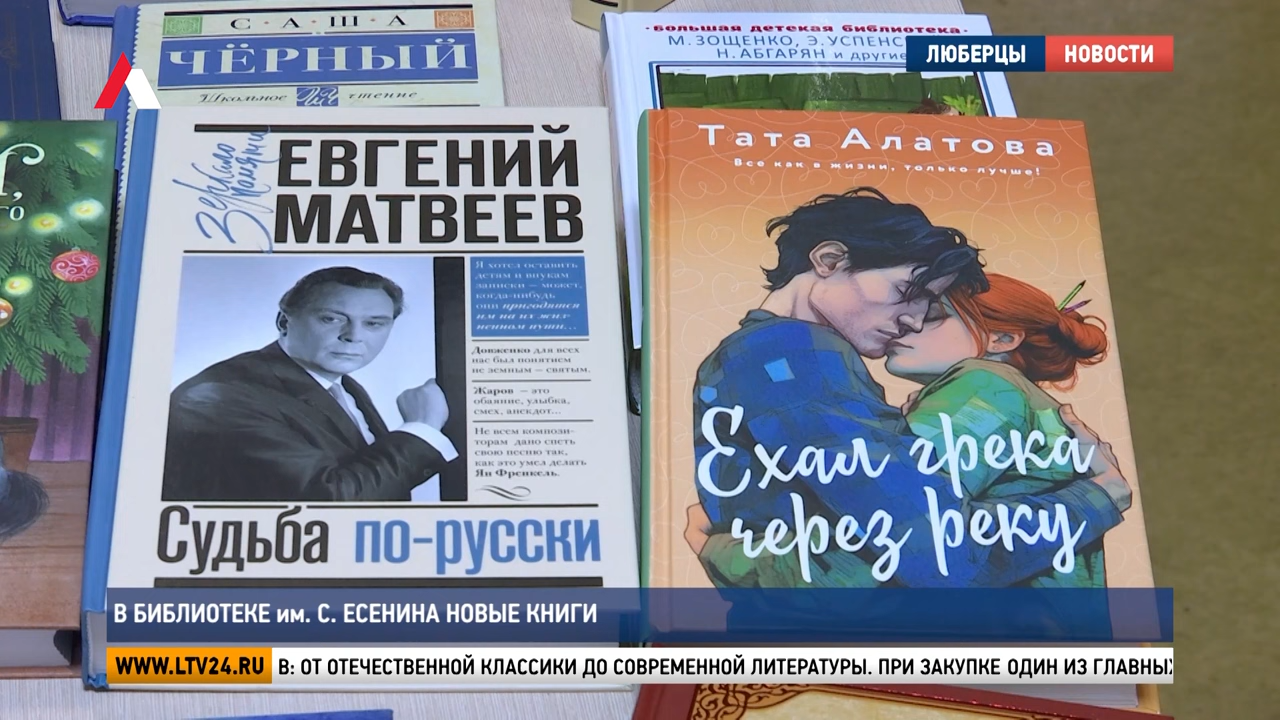 САША
ЧЁРНЫЙ
Школьное чтение
·большая детская библиотека·
М. ЗОЩЕНКО, Э. УСПЕНС
Н. АБГАРЯН и другие
ЛЮБЕРЦЫ НОВОСТИ
Зеркало памяти
ЕВГЕНИЙ
МАТВЕЕВ
Я хотел оставить
детям и внукам
записки – может,
когда-нибудь
они пригодятся
им на их жиз-
ненном пути...
Довженко для всех
нас был понятием
не земным – святым.
Жаров – это
обаяние, улыбка,
смех, анекдот...
Не всем компози-
торам дано спеть
свою песню так,
как это умел делать
Ян Френкель.
Судьба по-русски
Тата Алатова
Все как в жизни, только лучше!
Ехал грека
через реку
В БИБЛИОТЕКЕ им. С. ЕСЕНИНА НОВЫЕ КНИГИ
WWW.LTV24.RU В: ОТ ОТЕЧЕСТВЕННОЙ КЛАССИКИ ДО СОВРЕМЕННОЙ ЛИТЕРАТУРЫ. ПРИ ЗАКУПКЕ ОДИН ИЗ ГЛАВНЫХ